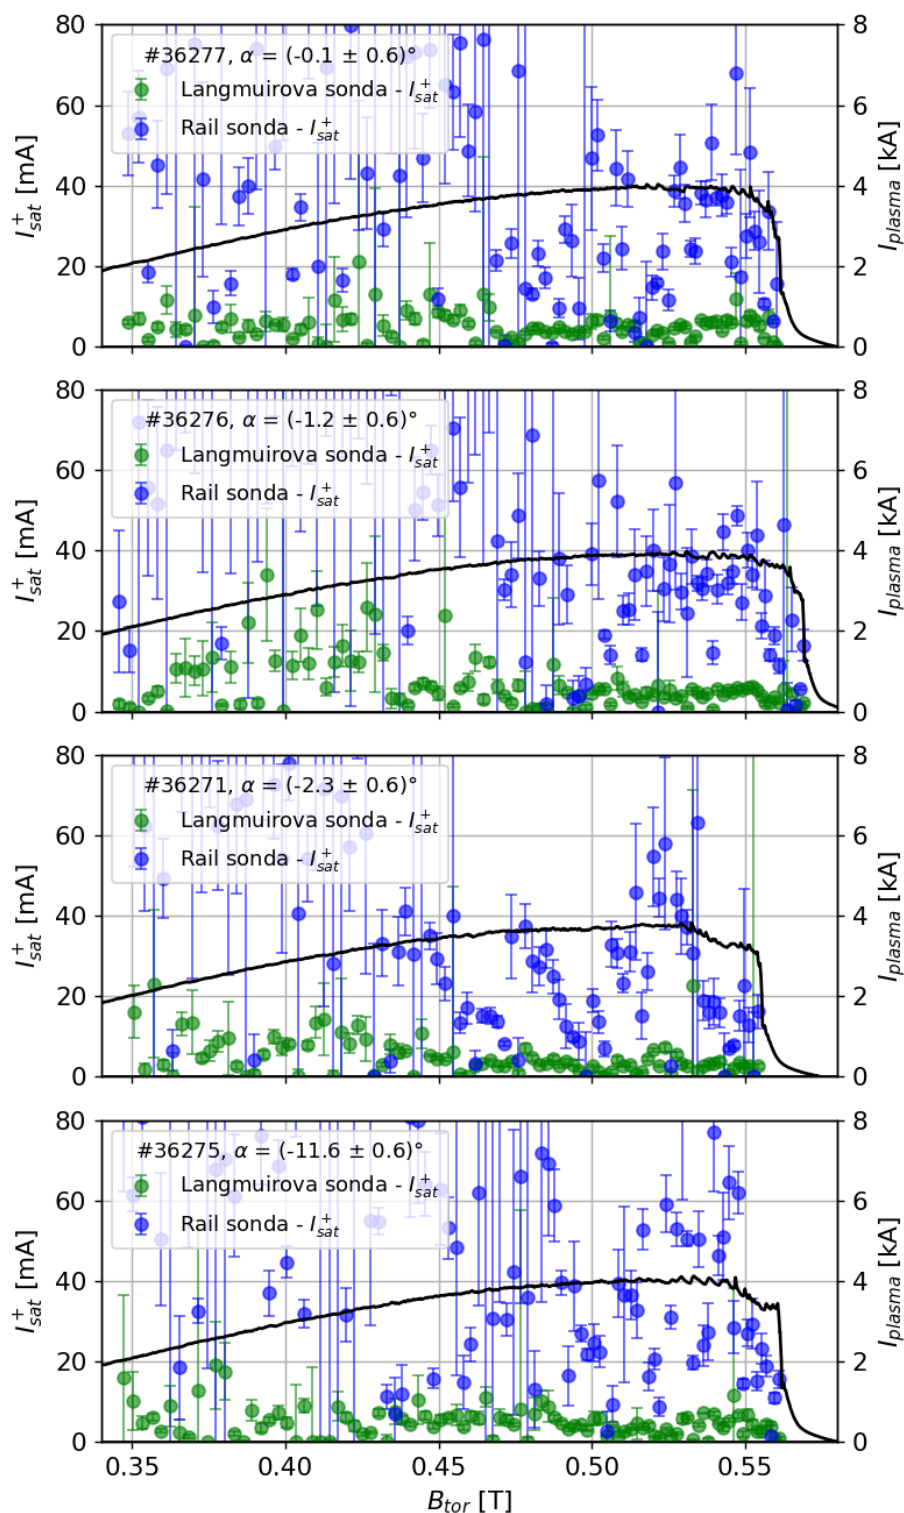 80
60
40
20
0
I⁺sat [mA]
#36277, α = (-0.1 ± 0.6)°
Langmuirova sonda - I⁺sat
Rail sonda - I⁺sat
8
6
4
2
0
Iplasma [kA]
80
60
40
20
0
I⁺sat [mA]
#36276, α = (-1.2 ± 0.6)°
Langmuirova sonda - I⁺sat
Rail sonda - I⁺sat
8
6
4
2
0
Iplasma [kA]
80
60
40
20
0
I⁺sat [mA]
#36271, α = (-2.3 ± 0.6)°
Langmuirova sonda - I⁺sat
Rail sonda - I⁺sat
8
6
4
2
0
Iplasma [kA]
80
60
40
20
0
I⁺sat [mA]
#36275, α = (-11.6 ± 0.6)°
Langmuirova sonda - I⁺sat
Rail sonda - I⁺sat
8
6
4
2
0
Iplasma [kA]
0.35 0.40 0.45 0.50 0.55
Btor [T]